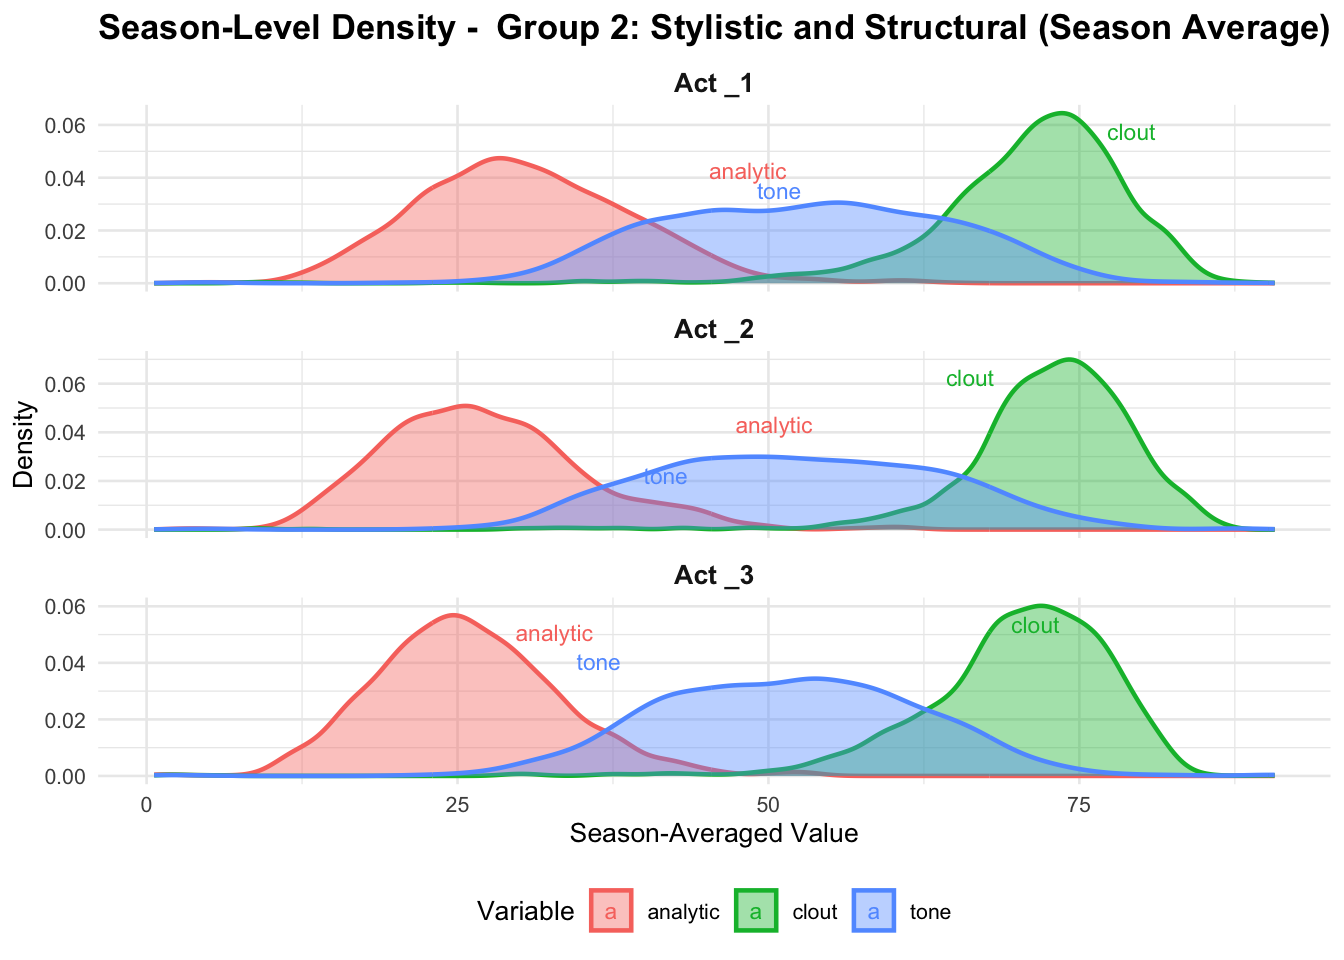 Season-Level Density -  Group 2: Stylistic and Structural (Season Average)
Act _1
0.06
0.04
0.02
0.00
clout
analytic
tone
Act _2
0.06
0.04
0.02
0.00
clout
analytic
tone
Density
Act _3
0.06
0.04
0.02
0.00
clout
analytic
tone
0 25 50 75
Season-Averaged Value
Variable a analytic a clout a tone